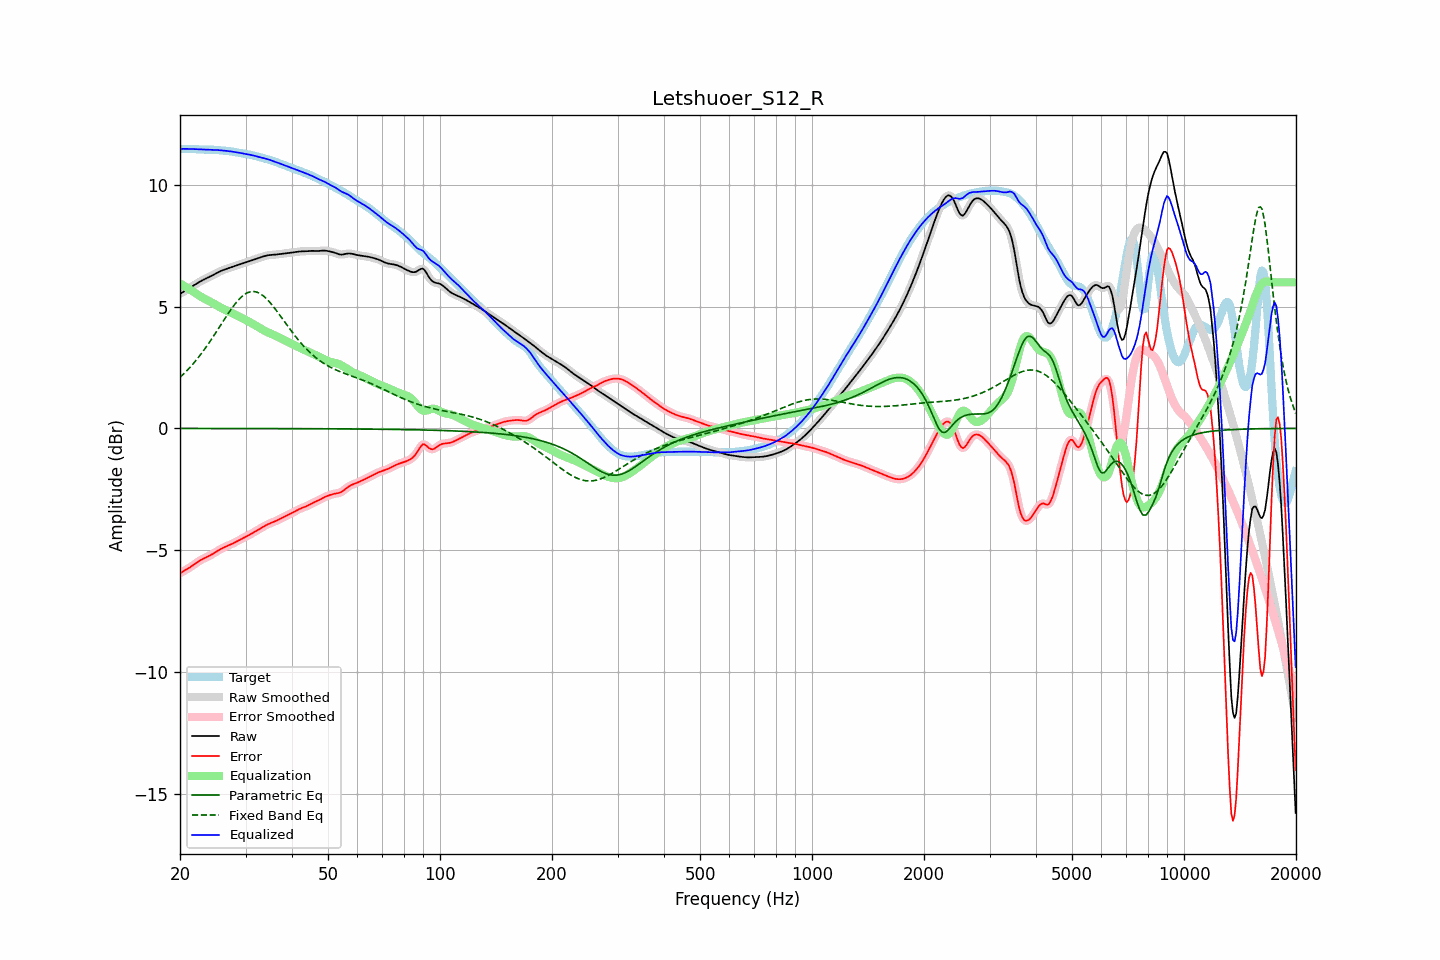 Letshuoer_S12_R
Amplitude (dBr)
10
5
0
−5
−10
−15
Target
Raw Smoothed
Error Smoothed
Raw
Error
Equalization
Parametric Eq
Fixed Band Eq
Equalized
20 50 100 200 500 1000 2000 5000 10000 20000
Frequency (Hz)